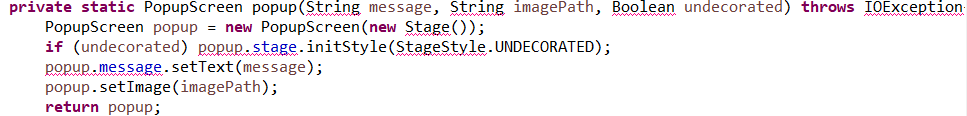 private static PopupScreen popup(String message, String imagePath, Boolean undecorated) throws IOException
PopupScreen popup = new PopupScreen(new Stage());
if (undecorated) popup.stage.initStyle(StageStyle.UNDECORATED);
popup.message.setText(message);
popup.setImage(imagePath);
return popup;